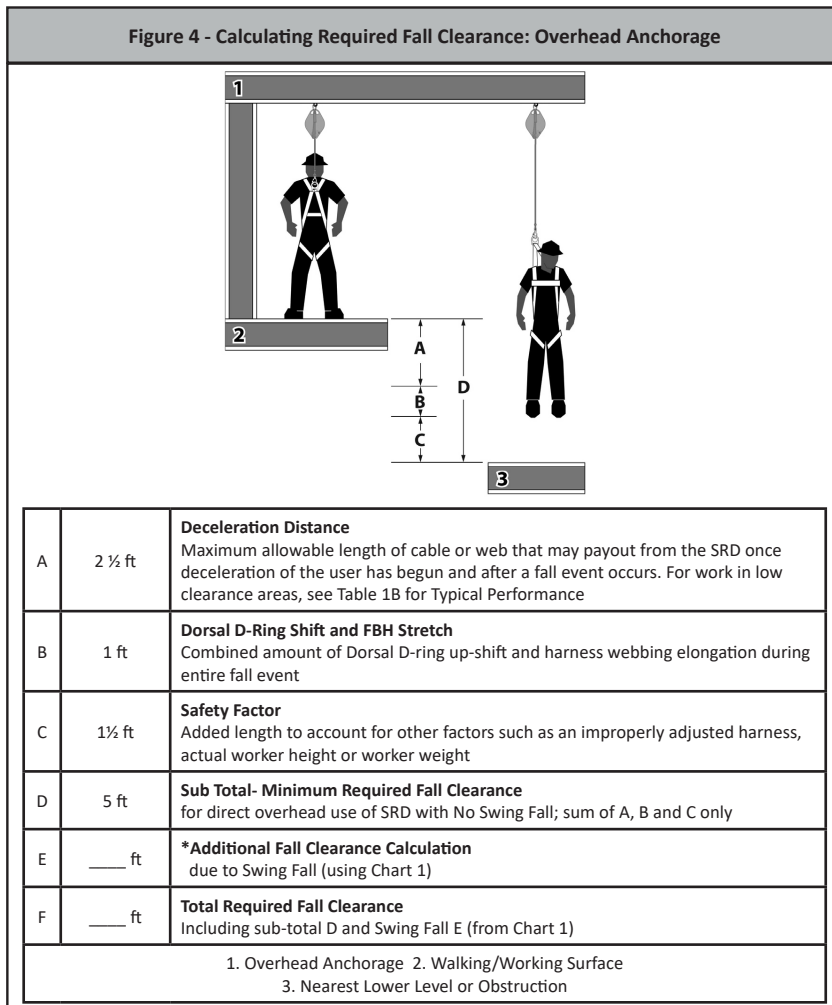 Figure 4 - Calculating Required Fall Clearance: Overhead Anchorage
1
2
A
B
C
D
3
A
2 ½ ft
Deceleration Distance
Maximum allowable length of cable or web that may payout from the SRD once
deceleration of the user has begun and after a fall event occurs. For work in low
clearance areas, see Table 1B for Typical Performance
B
1 ft
Dorsal D-Ring Shift and FBH Stretch
Combined amount of Dorsal D-ring up-shift and harness webbing elongation during
entire fall event
C
1½ ft
Safety Factor
Added length to account for other factors such as an improperly adjusted harness,
actual worker height or worker weight
D
5 ft
Sub Total- Minimum Required Fall Clearance
for direct overhead use of SRD with No Swing Fall; sum of A, B and C only
E
____ ft
*Additional Fall Clearance Calculation
due to Swing Fall (using Chart 1)
F
____ ft
Total Required Fall Clearance
Including sub-total D and Swing Fall E (from Chart 1)
1. Overhead Anchorage 2. Walking/Working Surface
3. Nearest Lower Level or Obstruction